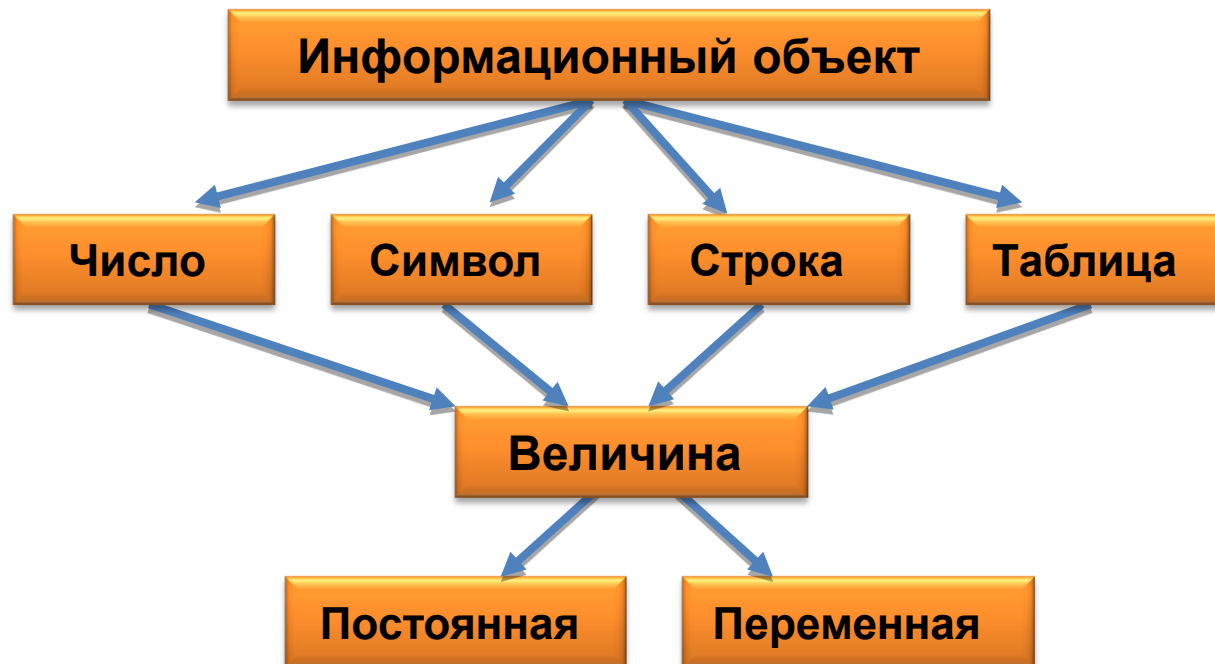 Информационный объект
Число
Символ
Строка
Таблица
Величина
Постоянная
Переменная